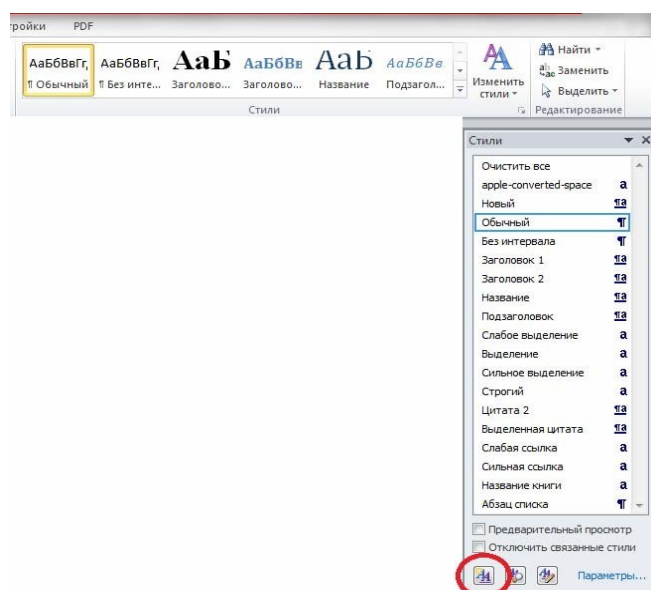 ройки PDF
АаБбВвГг, АаБбВвГг, АаБ АаБбВв АаЬ АаБбВв
¶ Обычный ¶ Без инте... Заголово... Заголово... Название Подзагол...
Изменить стили
Найти
Заменить
Выделить
Стили
Редактирование
Стили
Очистить все
apple-converted-space a
Новый ¶a
Обычный ¶
Без интервала ¶
Заголовок 1 ¶a
Заголовок 2 ¶a
Название ¶a
Подзаголовок ¶a
Слабое выделение a
Выделение a
Сильное выделение a
Строгий a
Цитата 2 ¶a
Выделенная цитата ¶a
Слабая ссылка a
Сильная ссылка a
Название книги a
Абзац списка ¶
Предварительный просмотр
Отключить связанные стили
Параметры...